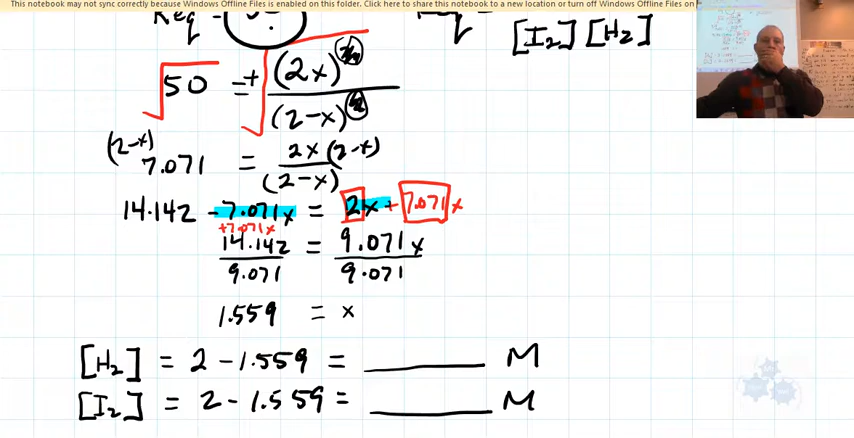 This notebook may not sync correctly because Windows Offline Files is enabled on this folder. Click here to share this notebook to a new location or turn off Windows Offline Files on
Keq = 50
Keq =
[I₂] [H₂]
√50 = ±√(2x)² / (2-x)²
(2-x) 7.071 = 2x(2-x) / (2-x)
14.142 - 7.071x = 2x + 7.071x
+7.071x
14.142 / 9.071 = 9.071x / 9.071
1.559 = x
[H₂] = 2 - 1.559 = ______ M
[I₂] = 2 - 1.559 = ______ M